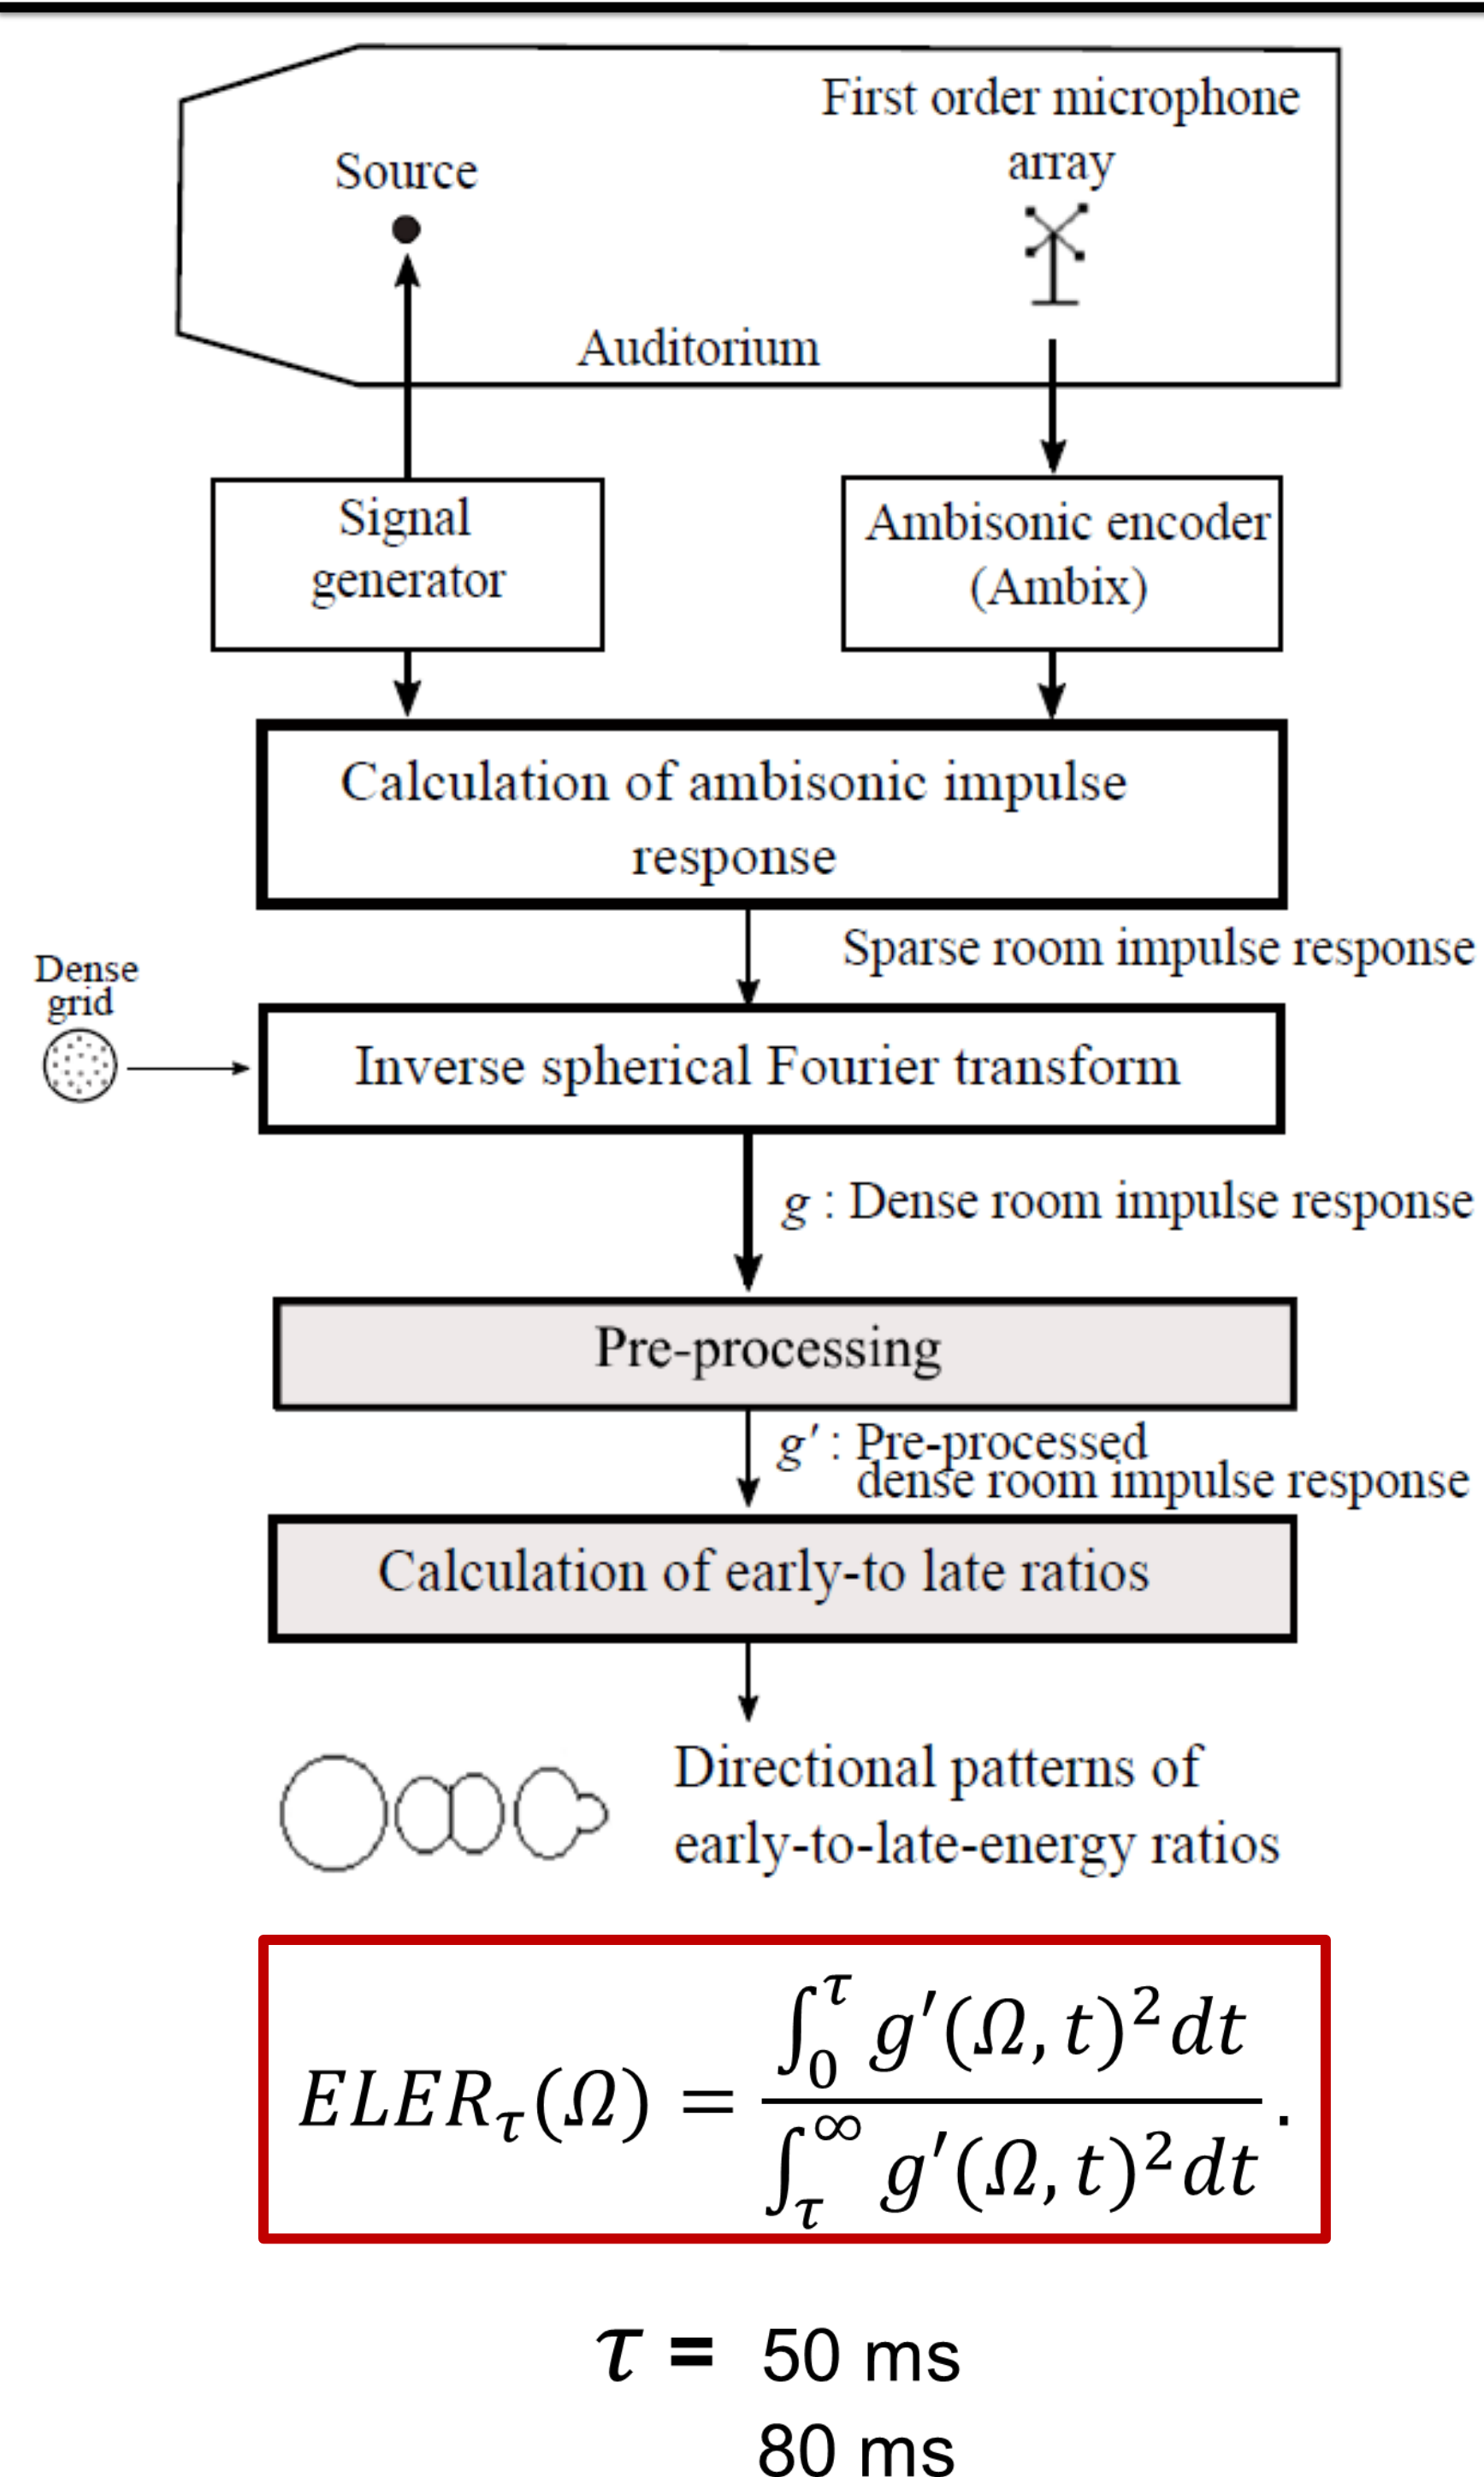 First order microphone
array
Source
Auditorium
Signal
generator
Ambisonic encoder
(Ambix)
Calculation of ambisonic impulse
response
Sparse room impulse response
Dense
grid
Inverse spherical Fourier transform
g : Dense room impulse response
Pre-processing
g′ : Pre-processed
dense room impulse response
Calculation of early-to late ratios
Directional patterns of
early-to-late-energy ratios
ELER_τ(Ω) = ∫_0^τ g′(Ω, t)² dt / ∫_τ^∞ g′(Ω, t)² dt .
τ = 50 ms
80 ms